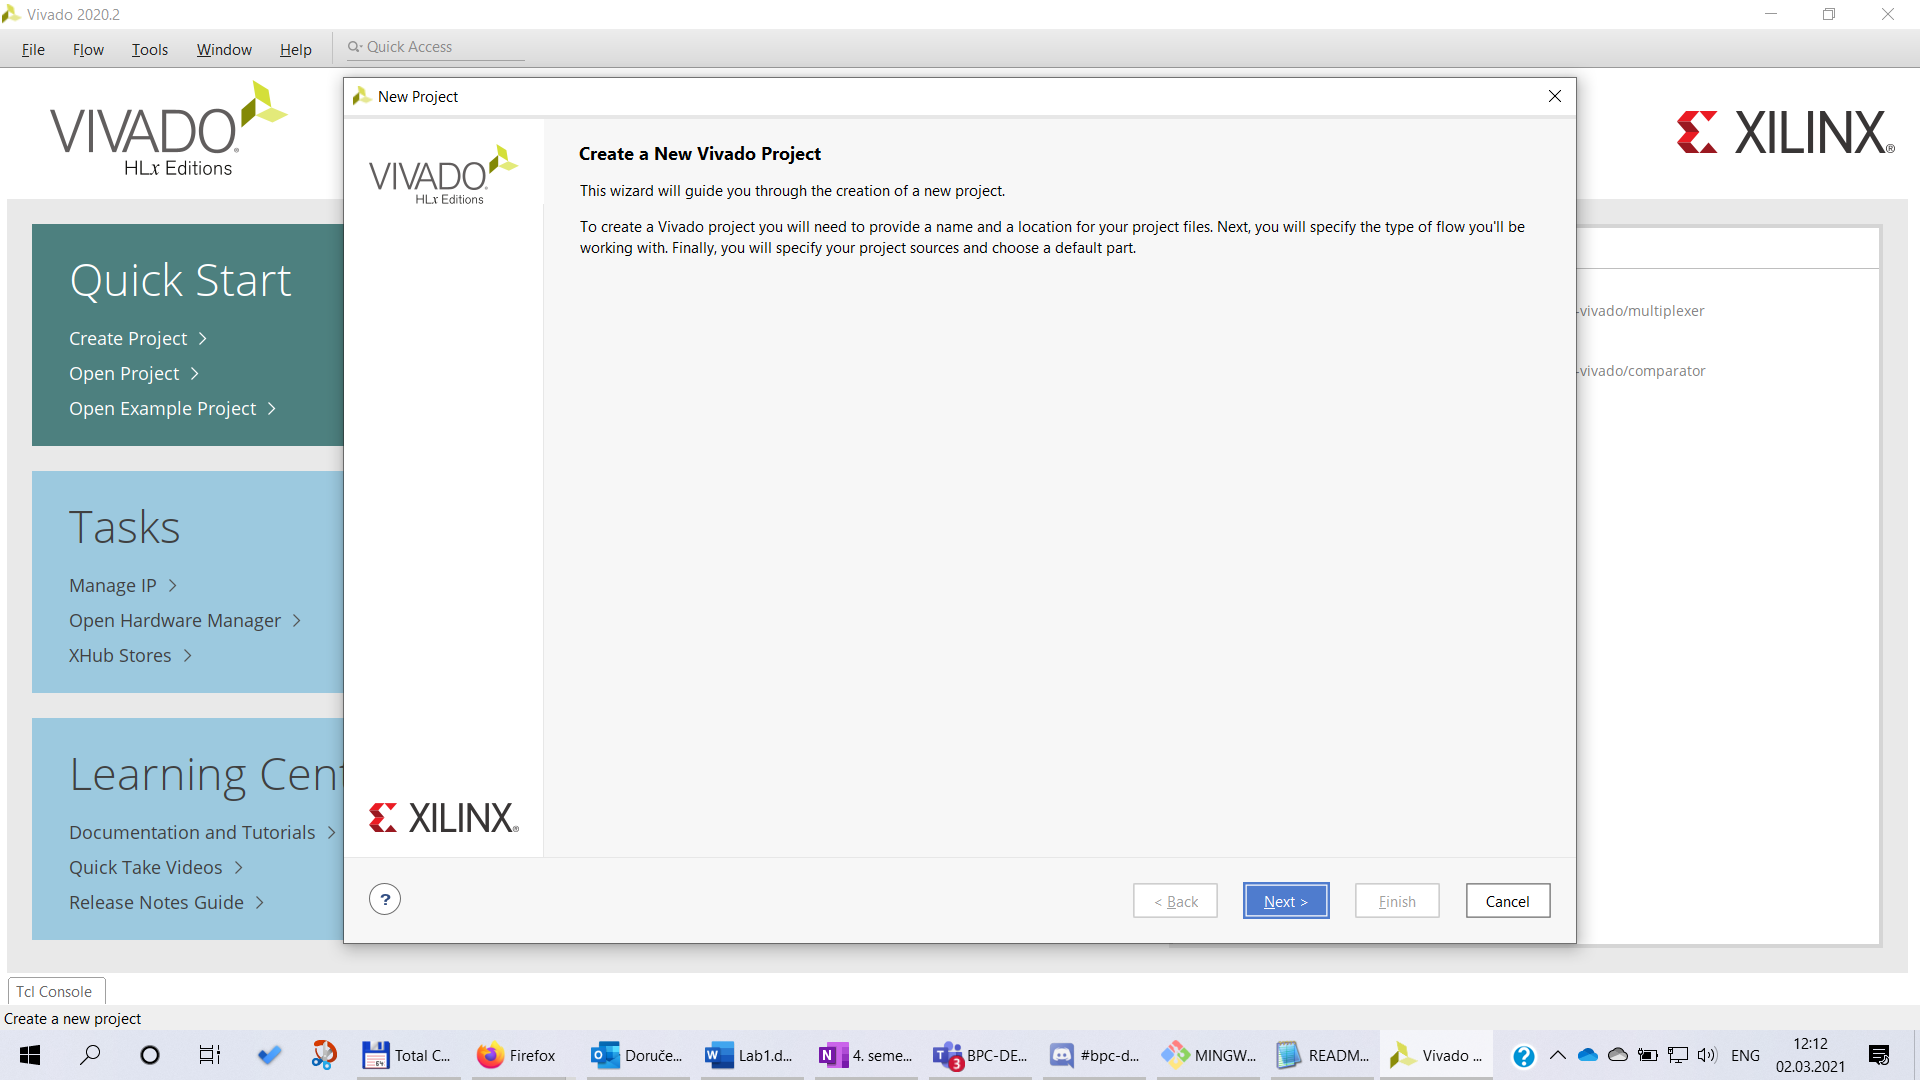 Vivado 2020.2
File Flow Tools Window Help Quick Access
VIVADO
HLx Editions
XILINX
Quick Start
Create Project
Open Project
Open Example Project
Tasks
Manage IP
Open Hardware Manager
XHub Stores
Learning Cent
Documentation and Tutorials
Quick Take Videos
Release Notes Guide
New Project
VIVADO
HLx Editions
Create a New Vivado Project
This wizard will guide you through the creation of a new project.
To create a Vivado project you will need to provide a name and a location for your project files. Next, you will specify the type of flow you'll be
working with. Finally, you will specify your project sources and choose a default part.
XILINX
?
< Back Next > Finish Cancel
-vivado/multiplexer
-vivado/comparator
Tcl Console
Create a new project
Total C... Firefox Doruče... Lab1.d... 4. seme... BPC-DE... #bpc-d... MINGW... READM... Vivado ... ENG
12:12
02.03.2021